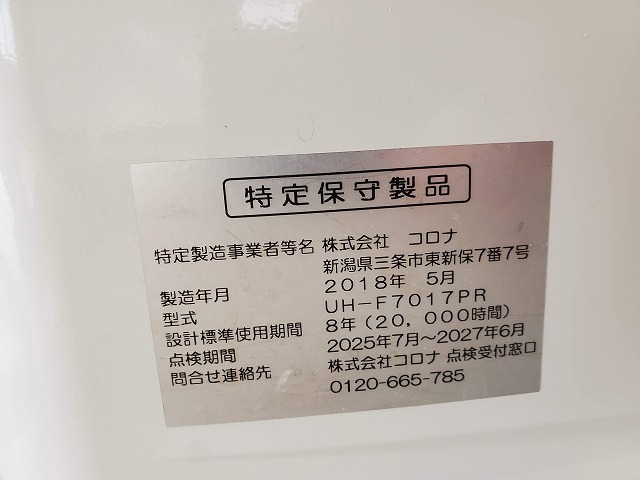 特定保守製品
特定製造事業者等名 株式会社 コロナ
新潟県三条市東新保7番7号
製造年月 2018年 5月
型式 UH-F7017PR
設計標準使用期間 8年(20,000時間)
点検期間 2025年7月~2027年6月
問合せ連絡先 株式会社コロナ 点検受付窓口
0120-665-785